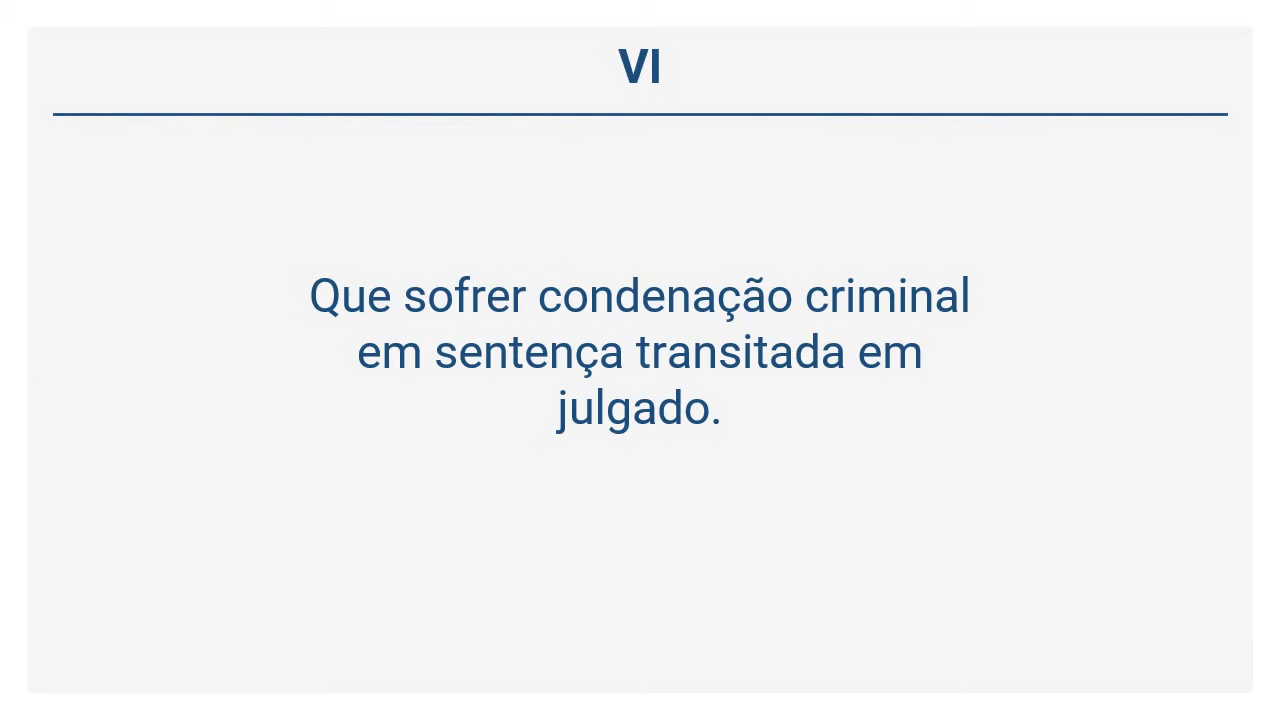 VI
Que sofrer condenação criminal
em sentença transitada em
julgado.